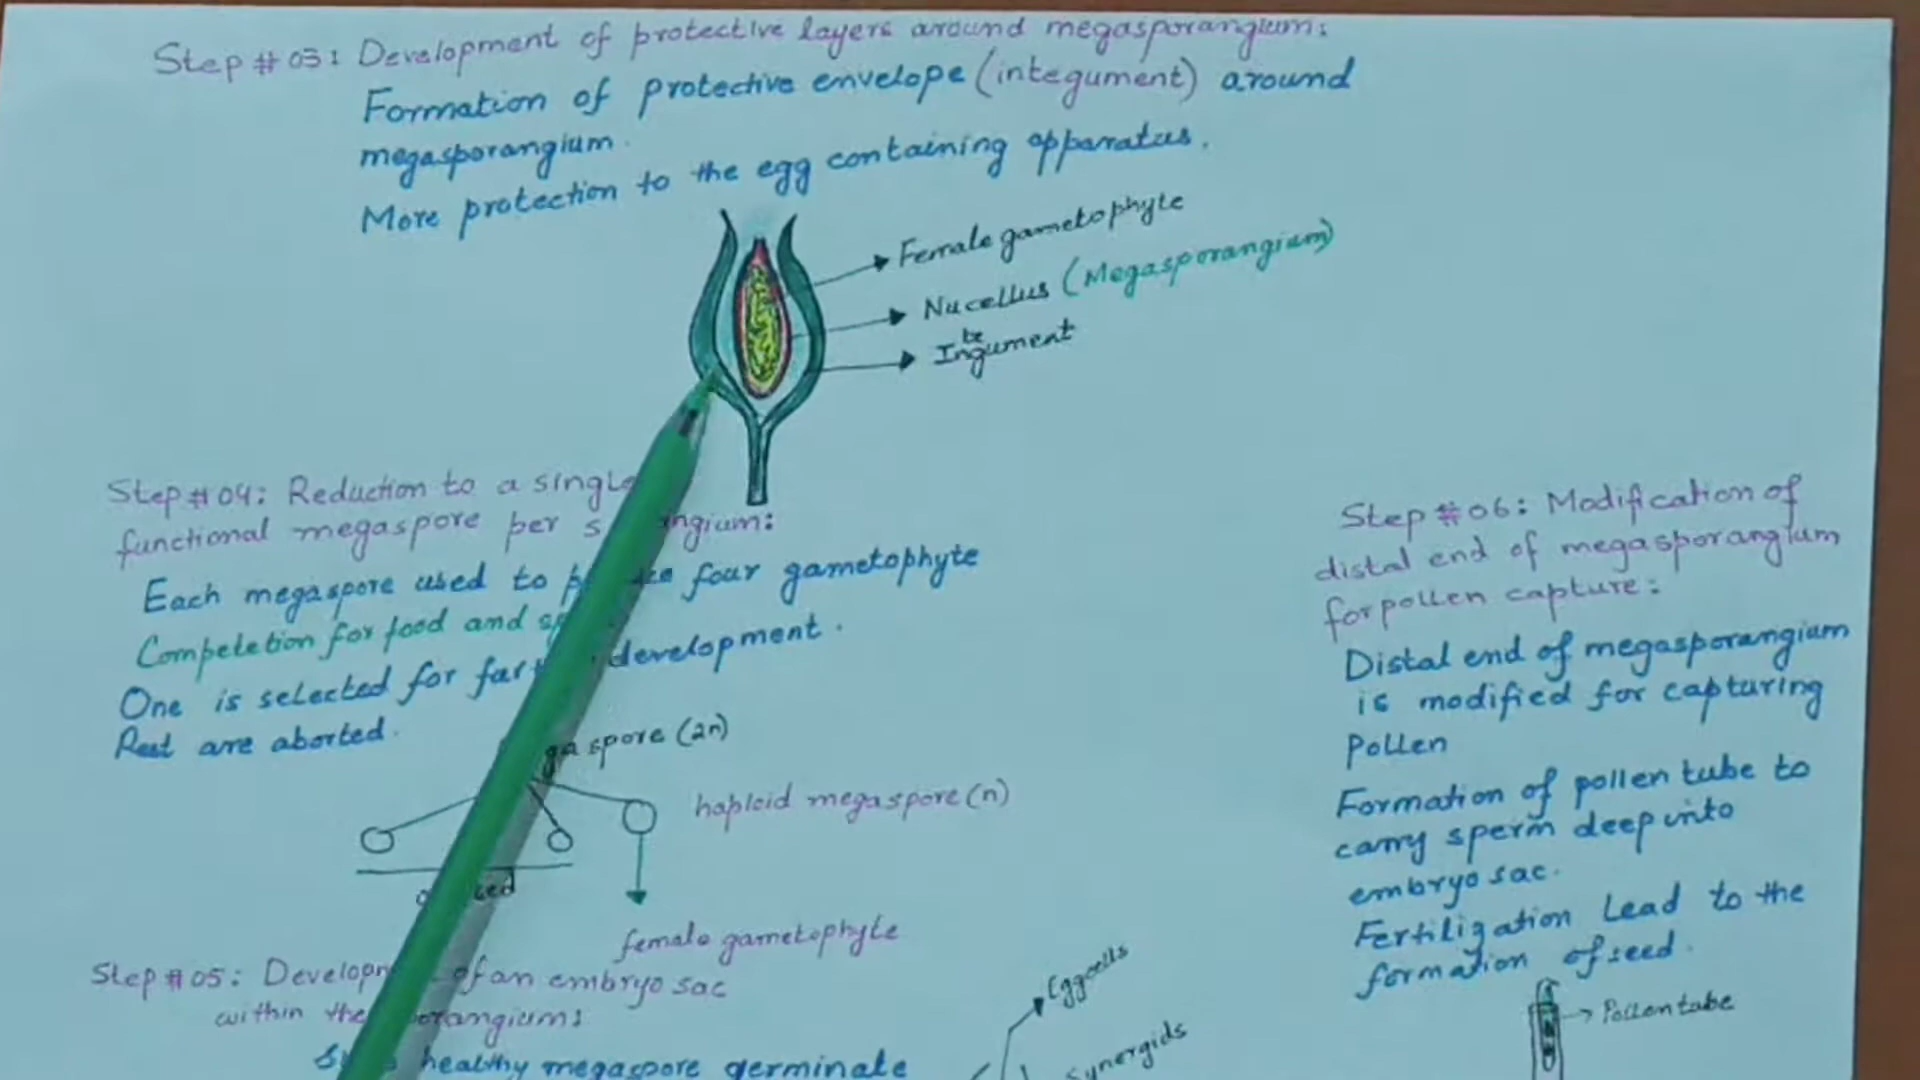 Step # 03: Development of protective layers around megasporangium:
Formation of protective envelope (integument) around
megasporangium.
More protection to the egg containing apparatus.
Female gametophyte
Nucellus (Megasporangium)
te
Ingument
Step # 04: Reduction to a single
functional megaspore per s ngium:
Each megaspore used to four gametophyte
Competetion for food and
One is selected for development.
Rest are aborted.
spore (2n)
haploid megaspore (n)
female gametophyte
Step # 05: of an embryo sac
within the
healthy megaspore germinate
Egg cells
Synergids
Step # 06: Modification of
distal end of megasporangium
for pollen capture:
Distal end of megasporangium
is modified for capturing
Pollen
Formation of pollen tube to
carry sperm deep into
embryo sac.
Fertilization Lead to the
formation of seed.
Pollen tube